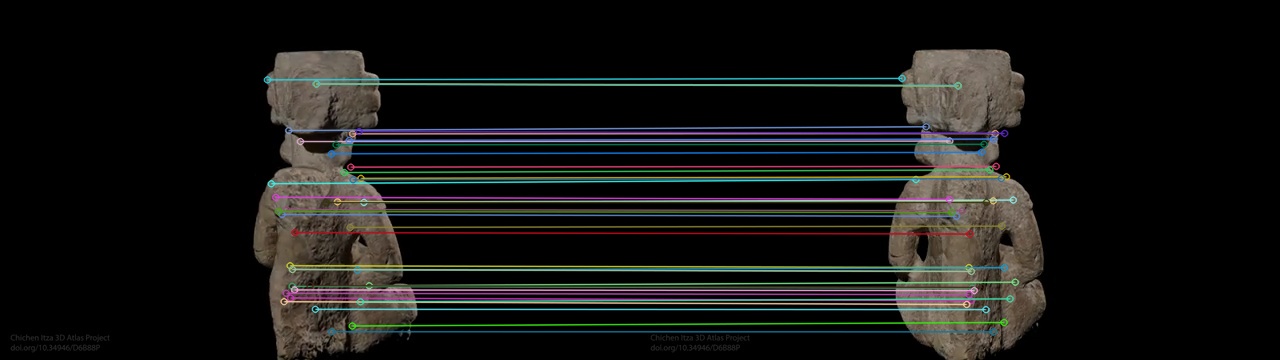 Chichen Itza 3D Atlas Project
doi.org/10.34946/D6B88P
Chichen Itza 3D Atlas Project
doi.org/10.34946/D6B88P